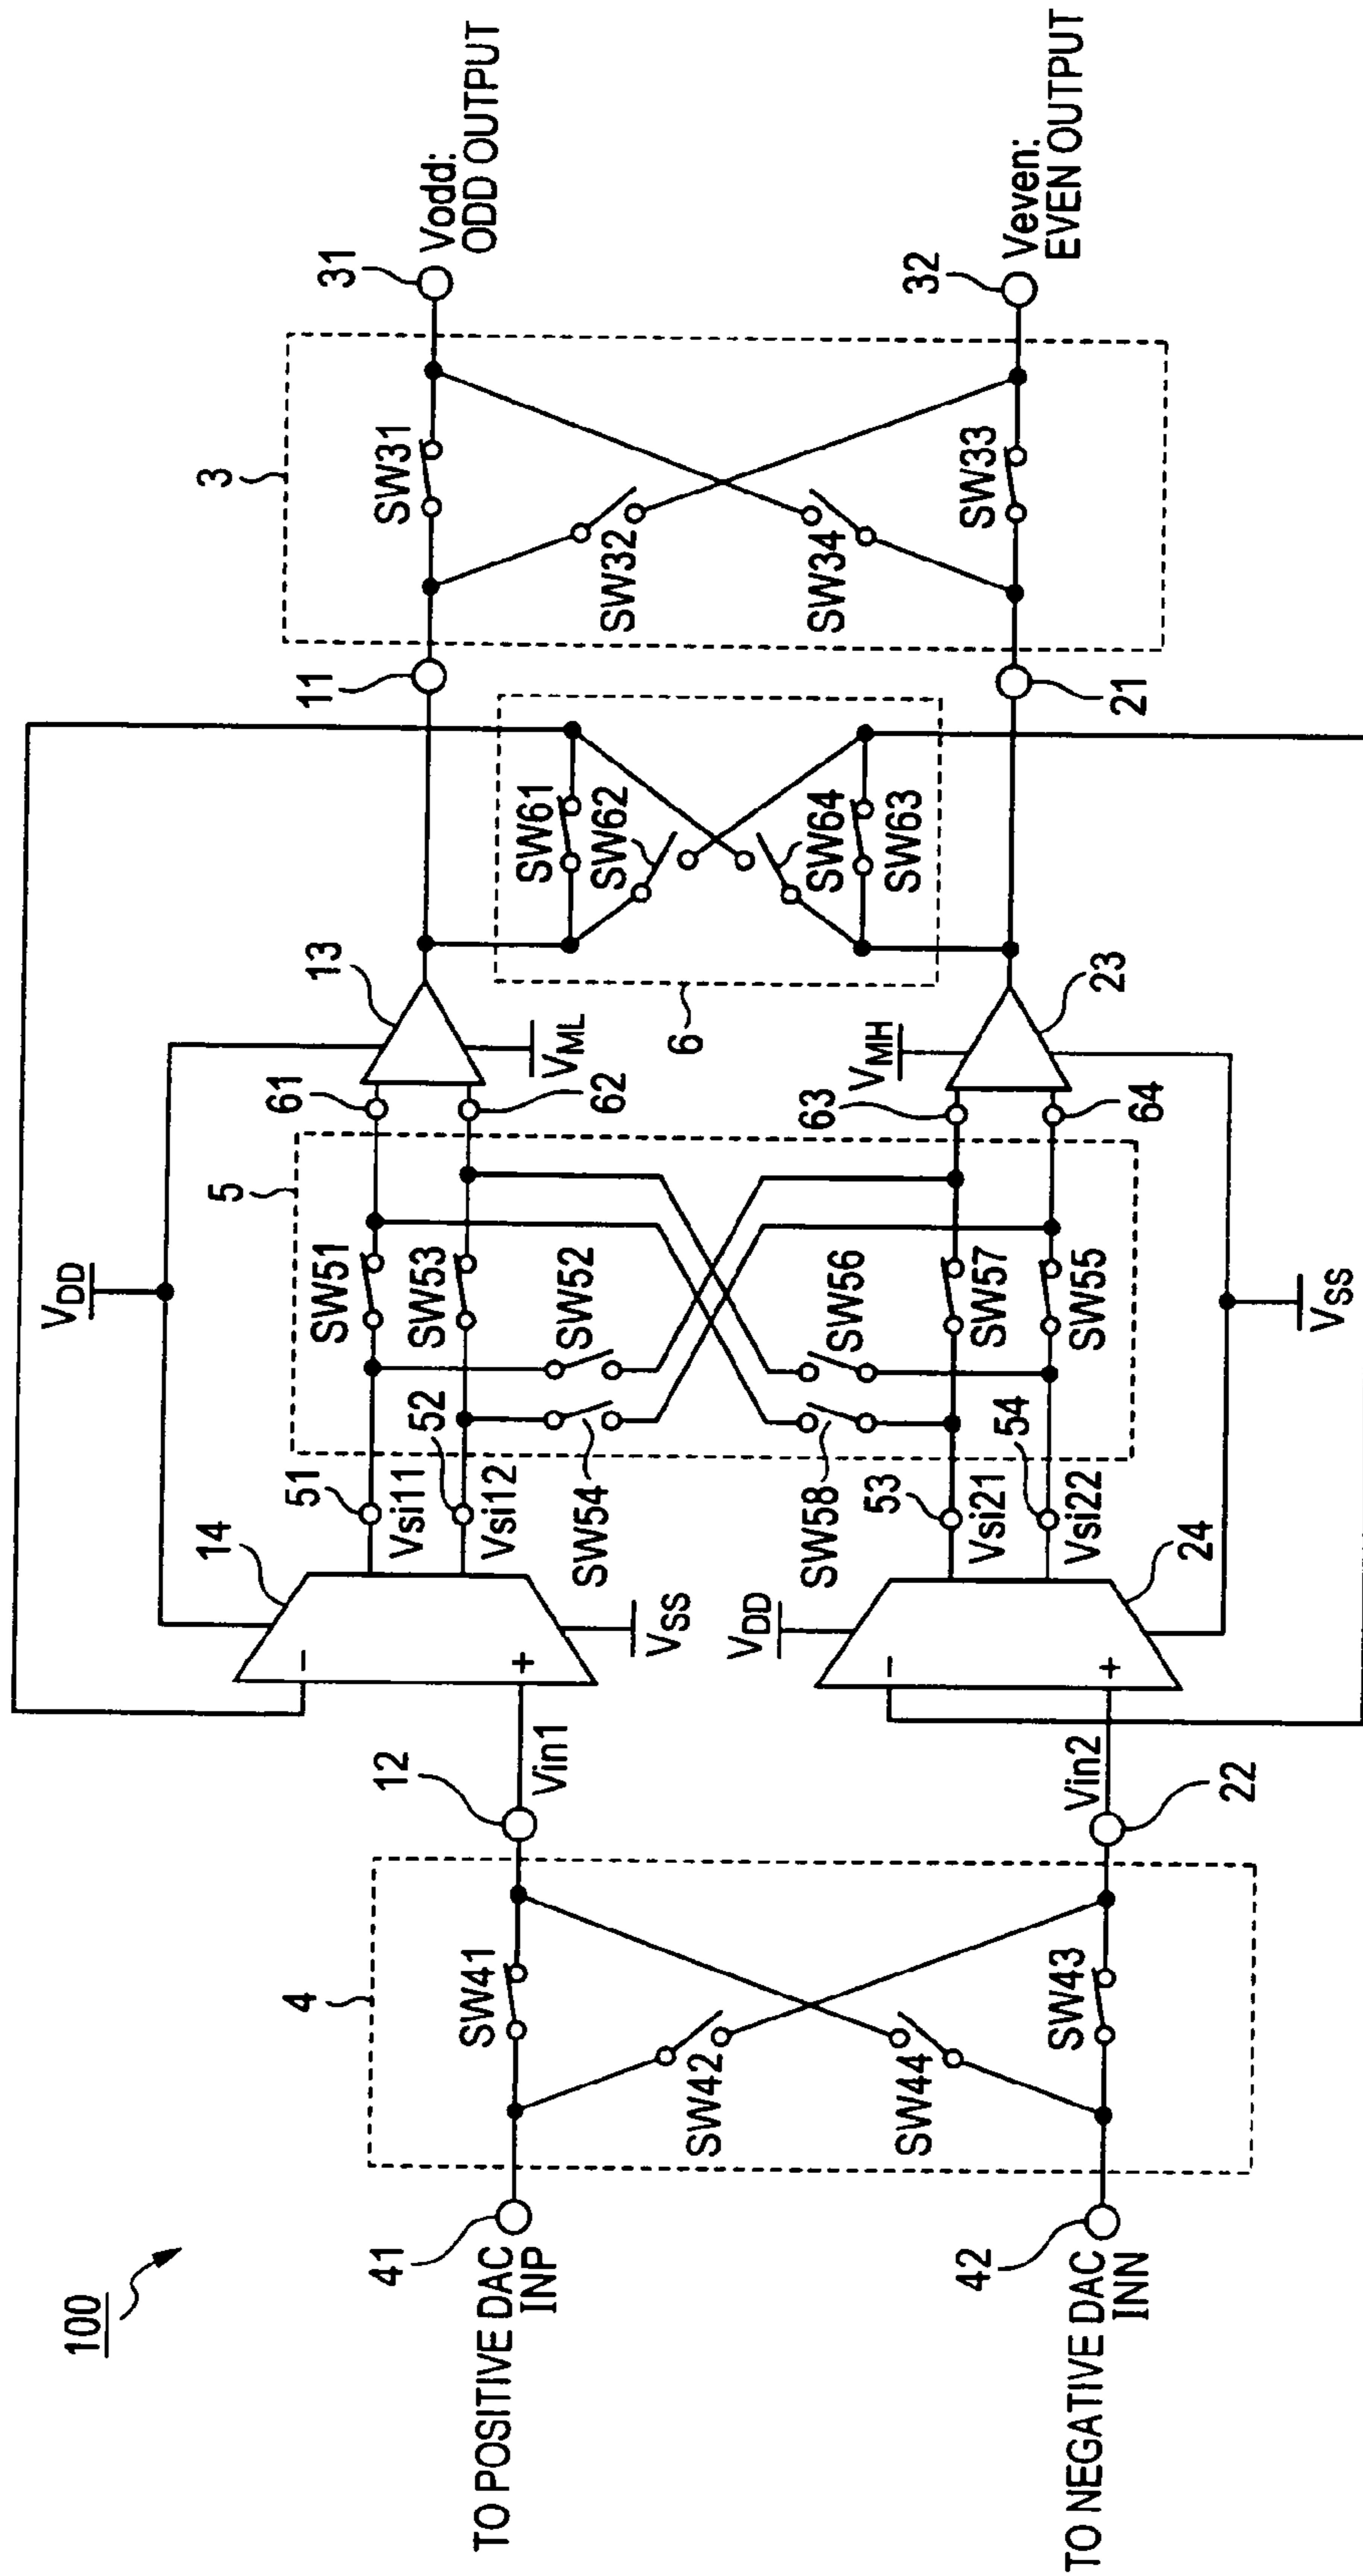 100
TO POSITIVE DAC
INP
41
TO NEGATIVE DAC
INN
42
4
SW41
SW42
SW44
SW43
12
Vin1
Vin2
22
14
24
−
+
−
+
VDD
VSS
VDD
VSS
51
Vsi11
52
Vsi12
53
Vsi21
54
Vsi22
5
SW51
SW53
SW52
SW54
SW56
SW58
SW57
SW55
61
62
63
64
13
VML
VMH
23
6
SW61
SW62
SW64
SW63
11
21
3
SW31
SW32
SW34
SW33
31
Vodd:
ODD OUTPUT
32
Veven:
EVEN OUTPUT